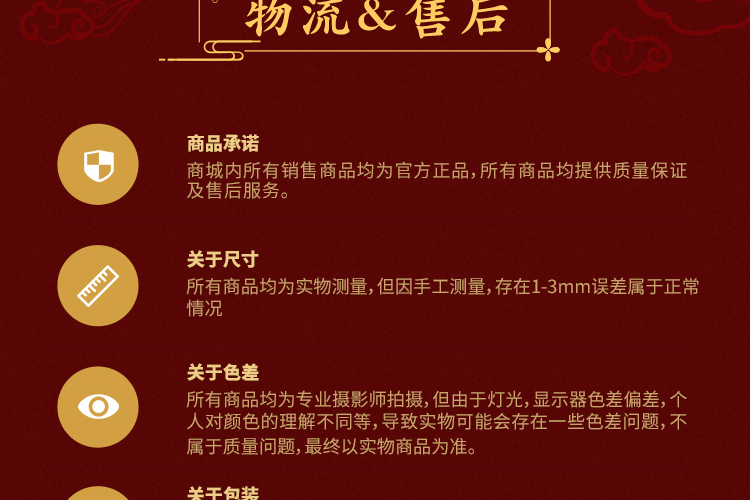 物流&售后
商品承诺
商城内所有销售商品均为官方正品,所有商品均提供质量保证
及售后服务。
关于尺寸
所有商品均为实物测量,但因手工测量,存在1-3mm误差属于正常
情况
关于色差
所有商品均为专业摄影师拍摄,但由于灯光,显示器色差偏差,个
人对颜色的理解不同等,导致实物可能会存在一些色差问题,不
属于质量问题,最终以实物商品为准。
关于包装